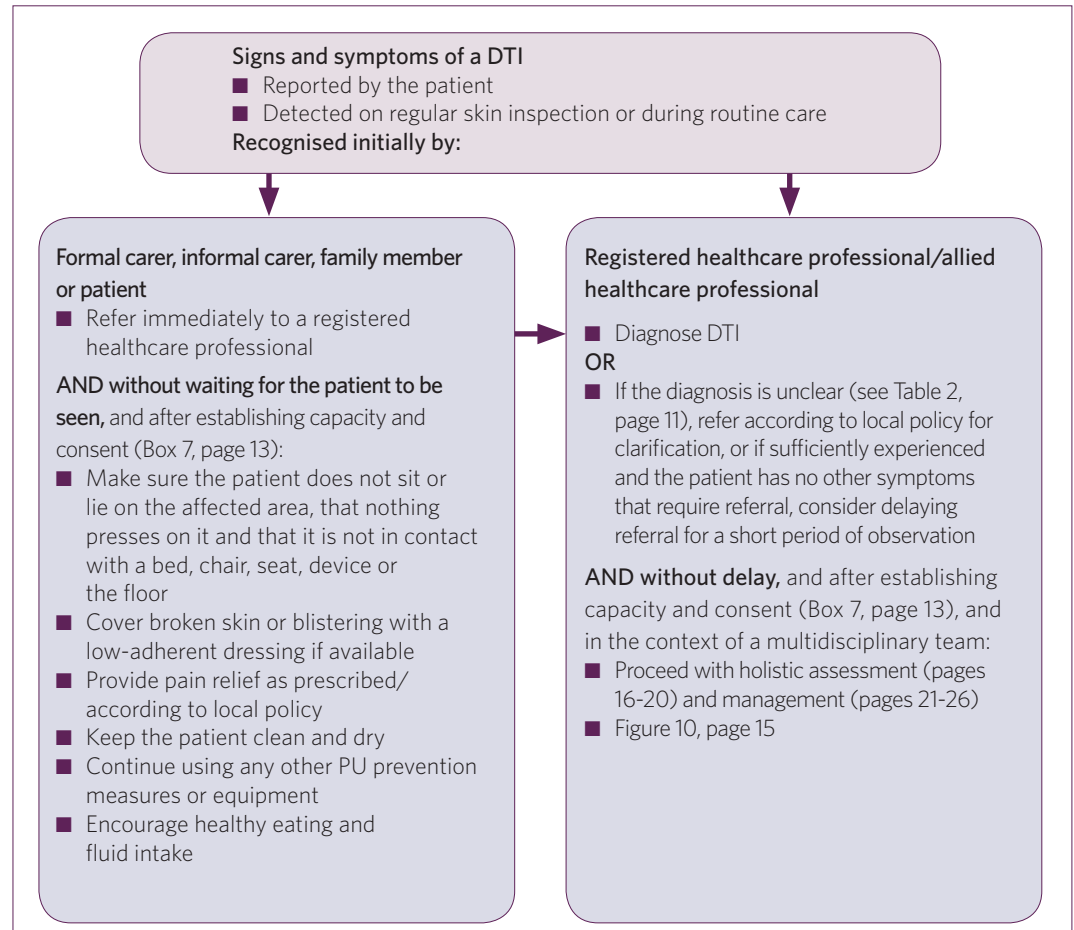 Signs and symptoms of a DTI
■ Reported by the patient
■ Detected on regular skin inspection or during routine care
Recognised initially by:
Formal carer, informal carer, family member
or patient
■ Refer immediately to a registered
healthcare professional
AND without waiting for the patient to be
seen, and after establishing capacity and
consent (Box 7, page 13):
■ Make sure the patient does not sit or
lie on the affected area, that nothing
presses on it and that it is not in contact
with a bed, chair, seat, device or
the floor
■ Cover broken skin or blistering with a
low-adherent dressing if available
■ Provide pain relief as prescribed/
according to local policy
■ Keep the patient clean and dry
■ Continue using any other PU prevention
measures or equipment
■ Encourage healthy eating and
fluid intake
Registered healthcare professional/allied
healthcare professional
■ Diagnose DTI
OR
■ If the diagnosis is unclear (see Table 2,
page 11), refer according to local policy for
clarification, or if sufficiently experienced
and the patient has no other symptoms
that require referral, consider delaying
referral for a short period of observation
AND without delay, and after establishing
capacity and consent (Box 7, page 13), and
in the context of a multidisciplinary team:
■ Proceed with holistic assessment (pages
16-20) and management (pages 21-26)
■ Figure 10, page 15